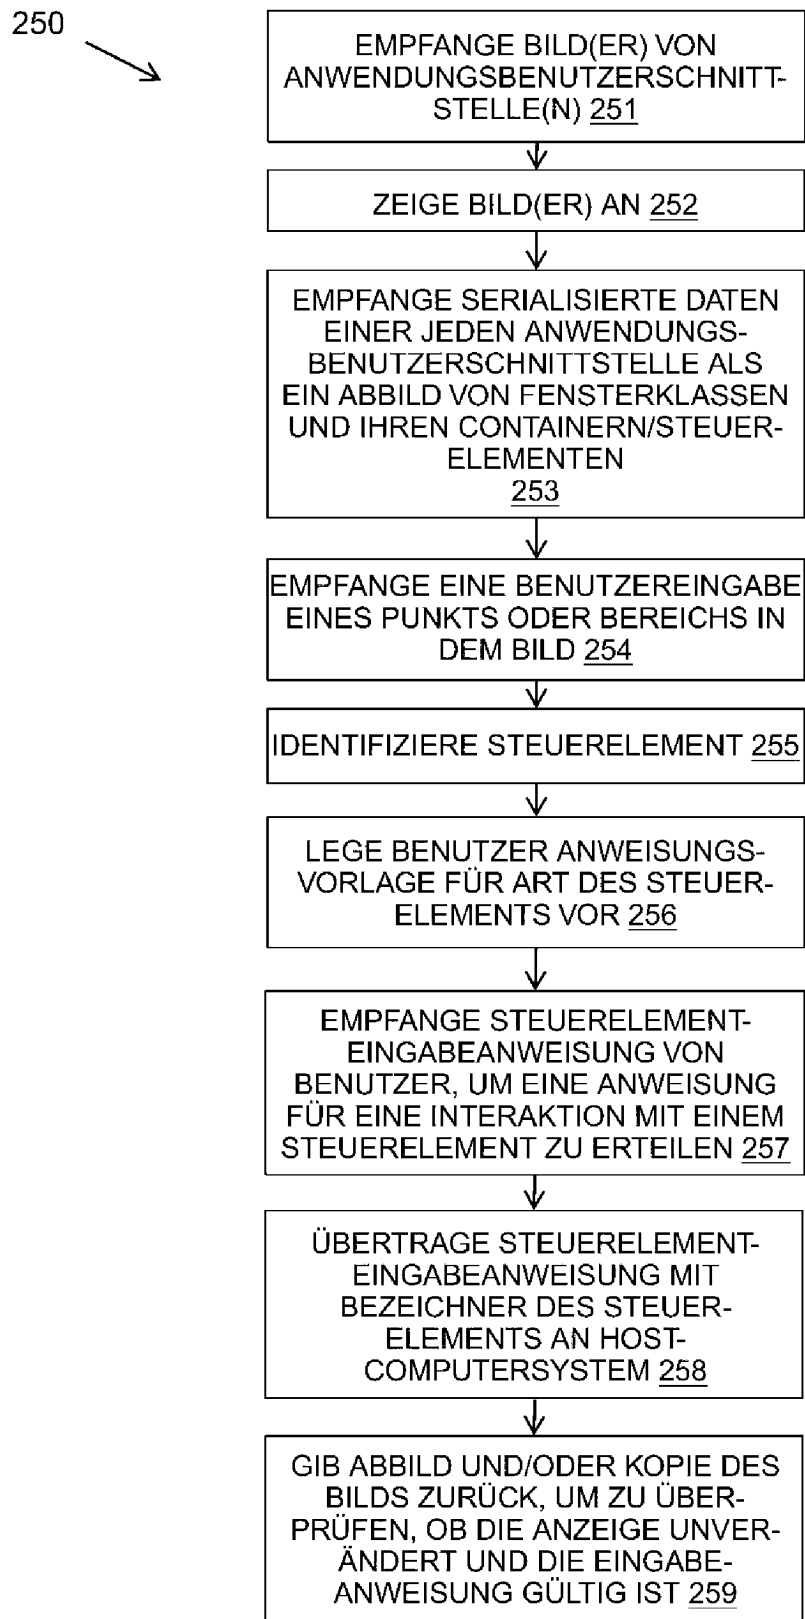 250
EMPFANGE BILD(ER) VON
ANWENDUNGSBENUTZERSCHNITT-
STELLE(N) 251
ZEIGE BILD(ER) AN 252
EMPFANGE SERIALISIERTE DATEN
EINER JEDEN ANWENDUNGS-
BENUTZERSCHNITTSTELLE ALS
EIN ABBILD VON FENSTERKLASSEN
UND IHREN CONTAINERN/STEUER-
ELEMENTEN
253
EMPFANGE EINE BENUTZEREINGABE
EINES PUNKTS ODER BEREICHS IN
DEM BILD 254
IDENTIFIZIERE STEUERELEMENT 255
LEGE BENUTZER ANWEISUNGS-
VORLAGE FÜR ART DES STEUER-
ELEMENTS VOR 256
EMPFANGE STEUERELEMENT-
EINGABEANWEISUNG VON
BENUTZER, UM EINE ANWEISUNG
FÜR EINE INTERAKTION MIT EINEM
STEUERELEMENT ZU ERTEILEN 257
ÜBERTRAGE STEUERELEMENT-
EINGABEANWEISUNG MIT
BEZEICHNER DES STEUER-
ELEMENTS AN HOST-
COMPUTERSYSTEM 258
GIB ABBILD UND/ODER KOPIE DES
BILDS ZURÜCK, UM ZU ÜBER-
PRÜFEN, OB DIE ANZEIGE UNVER-
ÄNDERT UND DIE EINGABE-
ANWEISUNG GÜLTIG IST 259